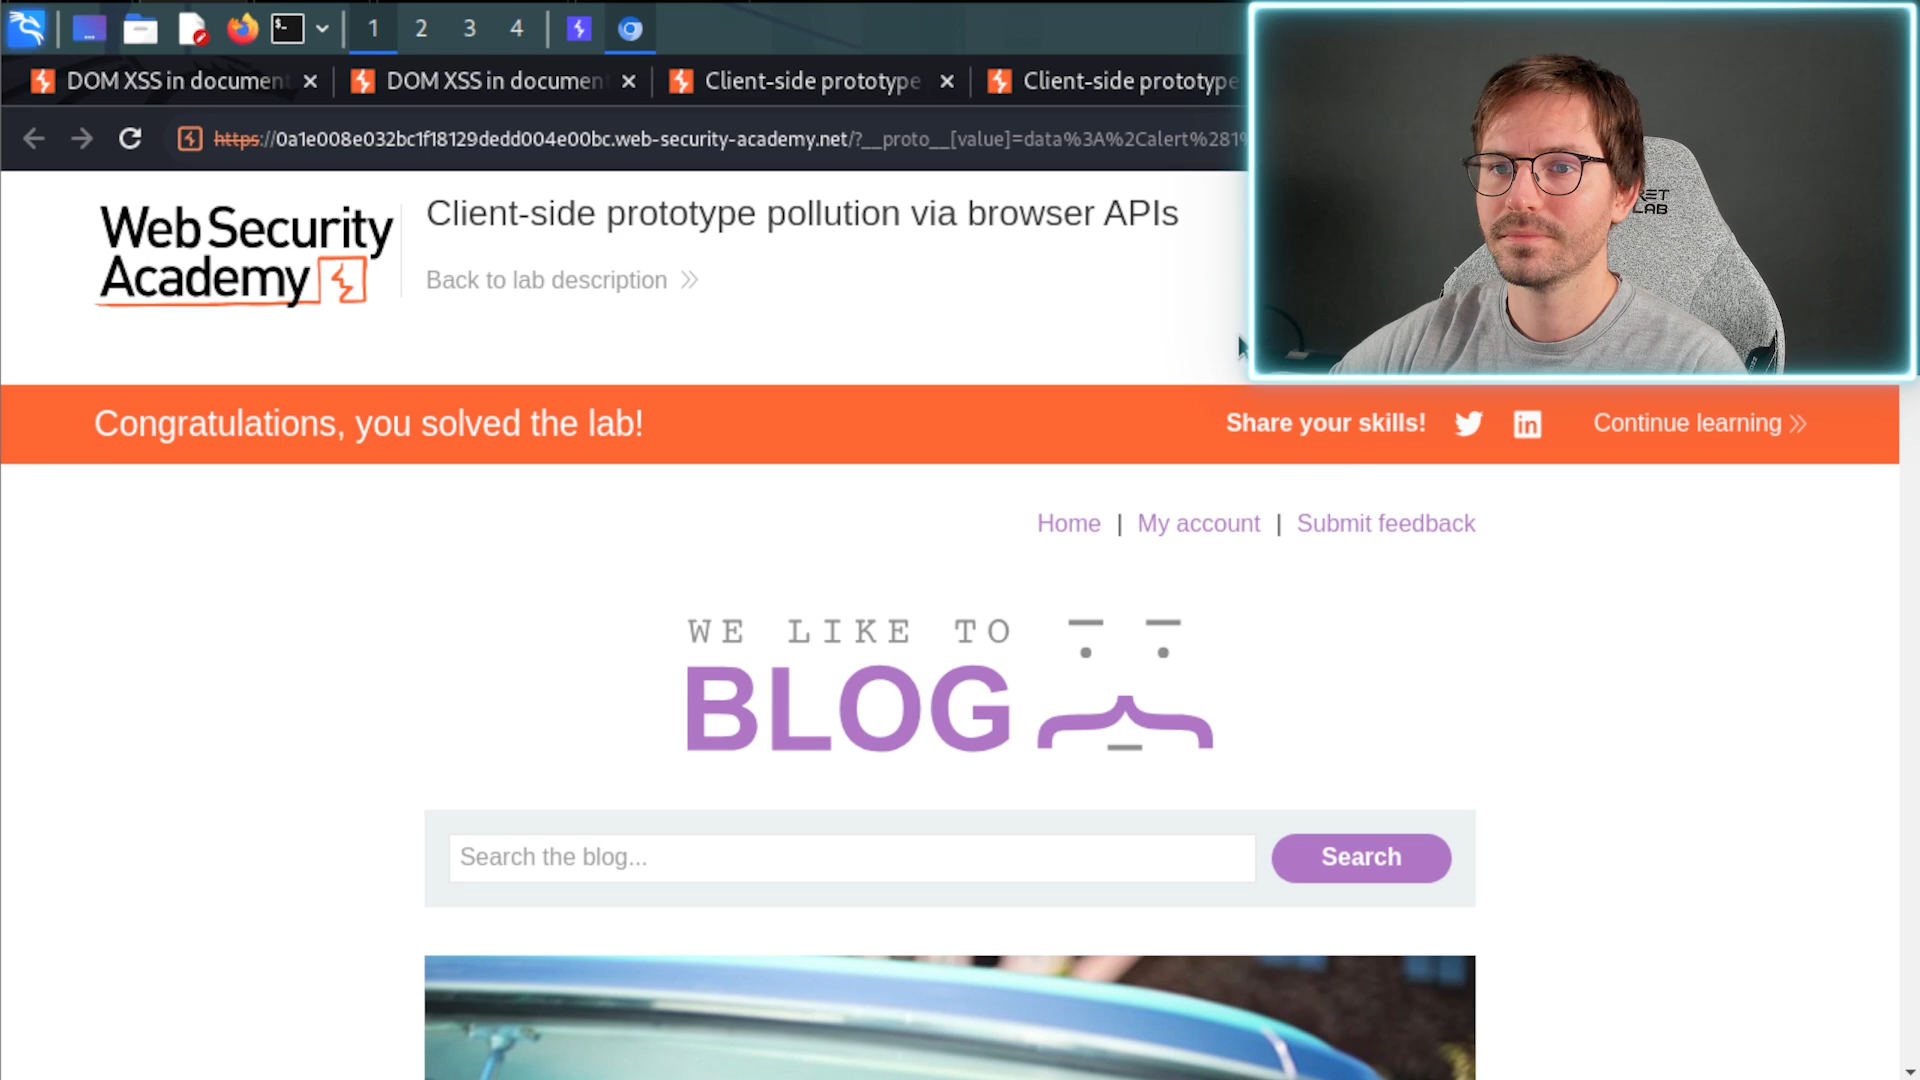 1 2 3 4
DOM XSS in document
DOM XSS in document
Client-side prototype
Client-side prototype
https://0a1e008e032bc1f18129dedd004e00bc.web-security-academy.net/?__proto__[value]=data%3A%2Calert%281%
Web Security
Academy
Client-side prototype pollution via browser APIs
Back to lab description
RET
LAB
Congratulations, you solved the lab!
Share your skills!
Continue learning
Home | My account | Submit feedback
WE LIKE TO
BLOG
Search the blog...
Search